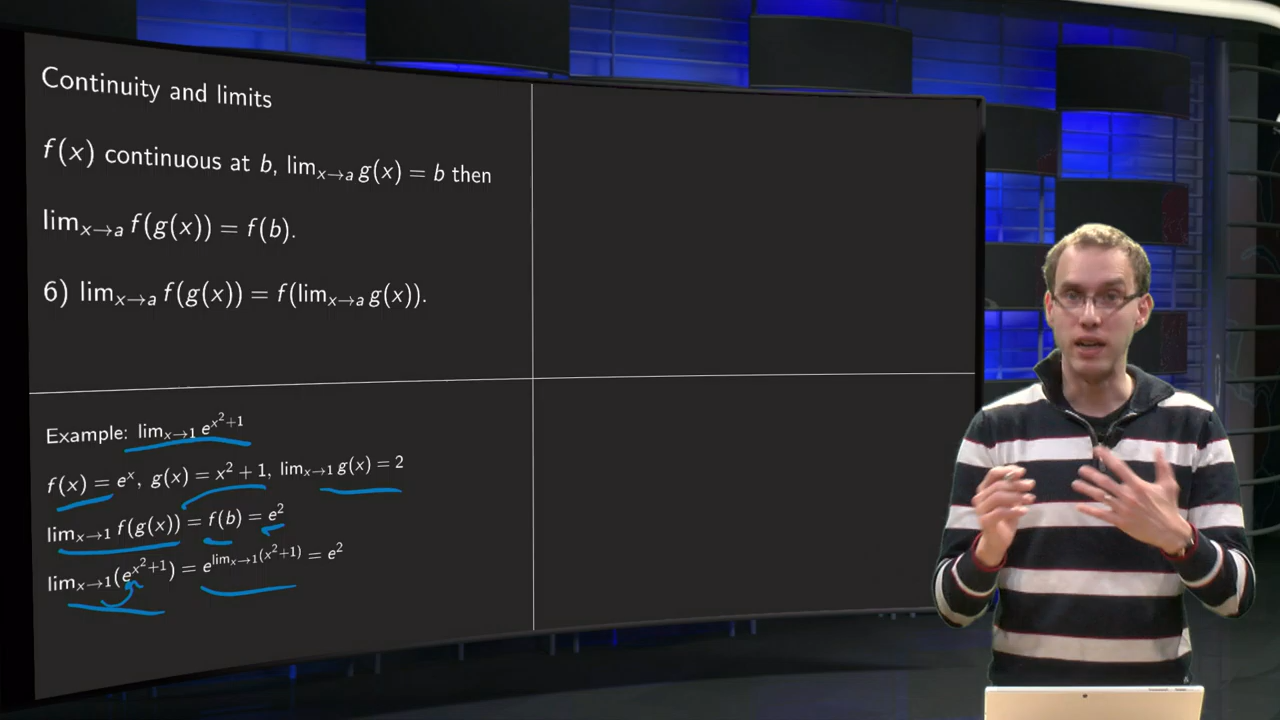 Continuity and limits
f(x) continuous at b, lim_{x→a} g(x) = b then
lim_{x→a} f(g(x)) = f(b).
6) lim_{x→a} f(g(x)) = f(lim_{x→a} g(x)).
Example: lim_{x→1} e^{x^2+1}
f(x) = e^x, g(x) = x^2 + 1, lim_{x→1} g(x) = 2
lim_{x→1} f(g(x)) = f(b) = e^2
lim_{x→1}(e^{x^2+1}) = e^{lim_{x→1}(x^2+1)} = e^2